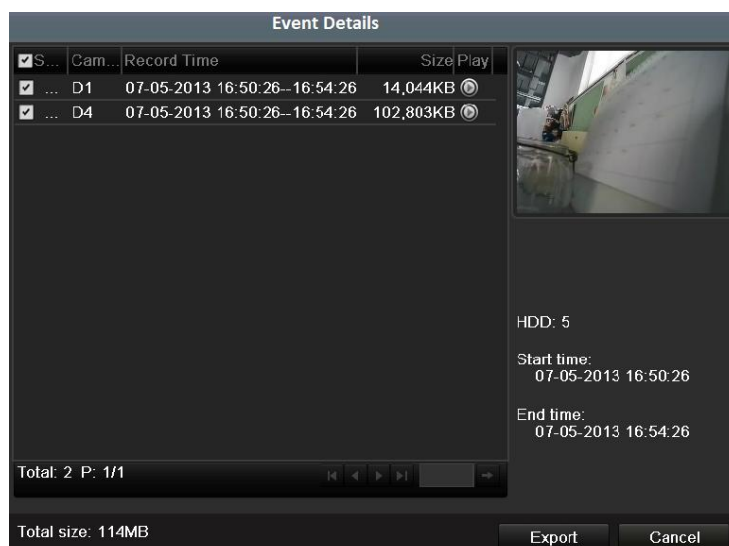 Event Details
S... Cam... Record Time Size Play
... D1 07-05-2013 16:50:26--16:54:26 14,044KB
... D4 07-05-2013 16:50:26--16:54:26 102,803KB
HDD: 5
Start time:
07-05-2013 16:50:26
End time:
07-05-2013 16:54:26
Total: 2 P: 1/1
Total size: 114MB
Export Cancel